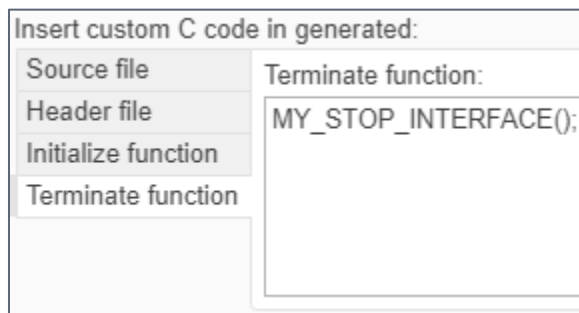 Insert custom C code in generated:
Source file
Header file
Initialize function
Terminate function
Terminate function:
MY_STOP_INTERFACE();